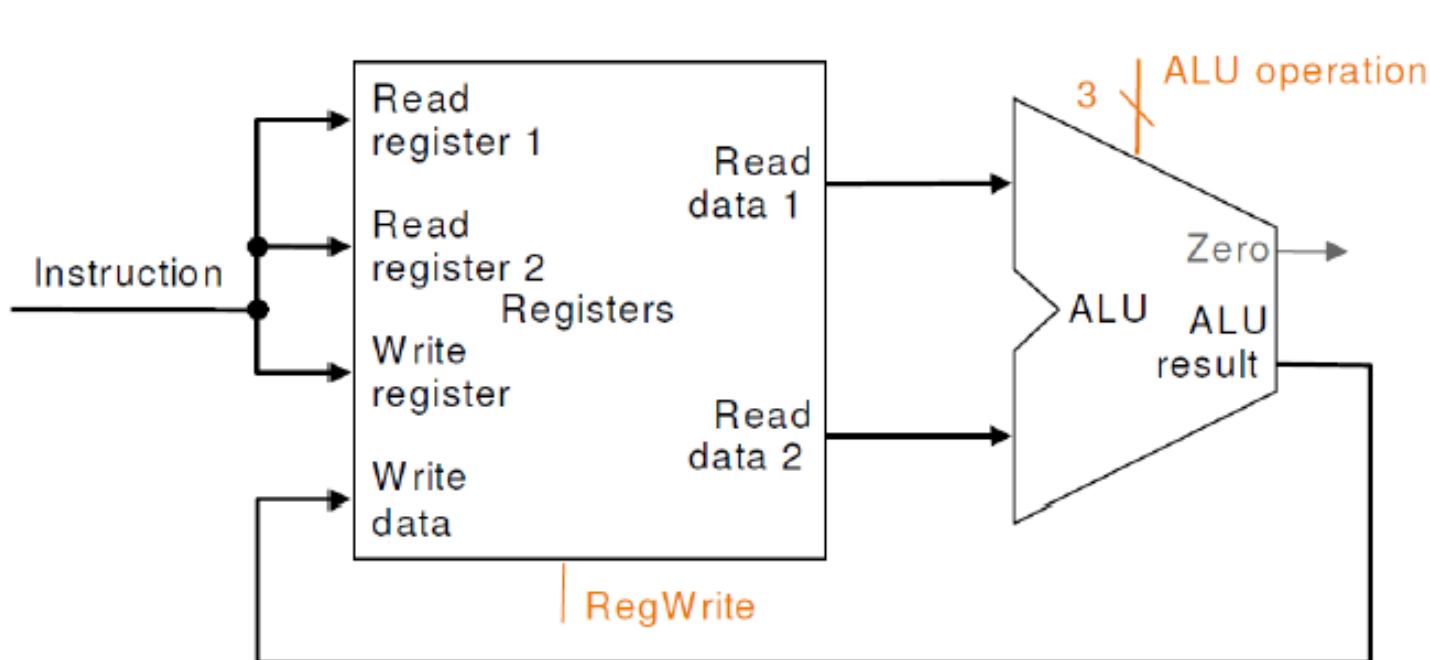 Instruction
Read
register 1
Read
register 2
Registers
Write
register
Write
data
Read
data 1
Read
data 2
RegWrite
3
ALU operation
Zero
ALU
ALU
result